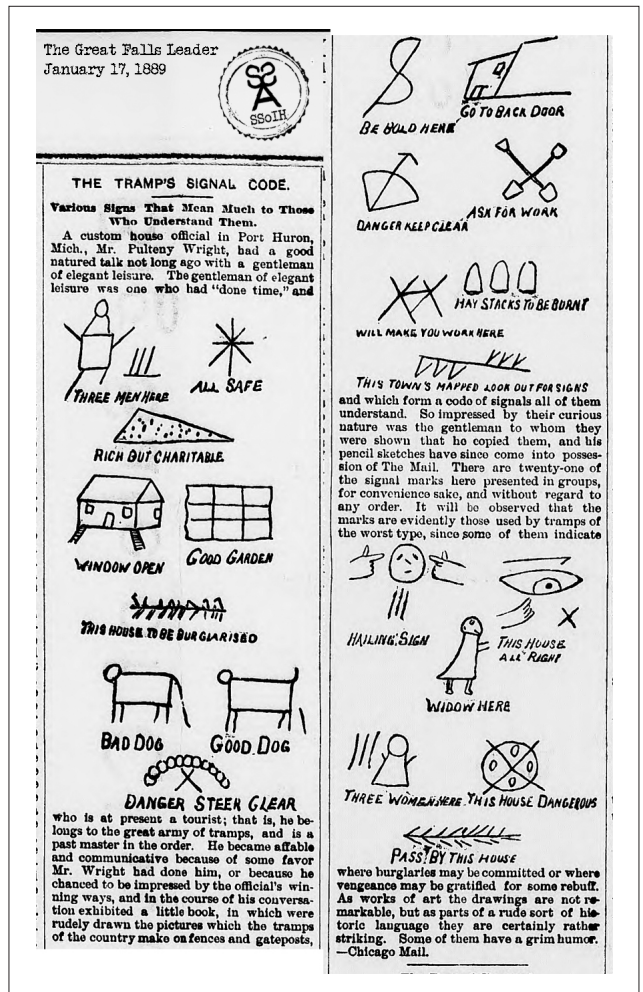 The Great Falls Leader
January 17, 1889
SS
A
SSoIH
THE TRAMP'S SIGNAL CODE.
Various Signs That Mean Much to Those
Who Understand Them.
A custom house official in Port Huron,
Mich., Mr. Pulteny Wright, had a good
natured talk not long ago with a gentleman
of elegant leisure. The gentleman of elegant
leisure was one who had "done time," and
THREE MEN HERE
ALL SAFE
RICH BUT CHARITABLE
WINDOW OPEN
GOOD GARDEN
THIS HOUSE TO BE BURGLARISED
BAD DOG
GOOD DOG
DANGER STEER CLEAR
who is at present a tourist; that is, he be-
longs to the great army of tramps, and is a
past master in the order. He became affable
and communicative because of some favor
Mr. Wright had done him, or because he
chanced to be impressed by the official's win-
ning ways, and in the course of his conversa-
tion exhibited a little book, in which were
rudely drawn the pictures which the tramps
of the country make on fences and gateposts,
BE BOLD HERE
GO TO BACK DOOR
DANGER KEEP CLEAR
ASK FOR WORK
HAY STACKS TO BE BURNT
WILL MAKE YOU WORK HERE
THIS TOWN'S MAPPED LOOK OUT FOR SIGNS
and which form a code of signals all of them
understand. So impressed by their curious
nature was the gentleman to whom they
were shown that he copied them, and his
pencil sketches have since come into posses-
sion of The Mail. There are twenty-one of
the signal marks here presented in groups,
for convenience sake, and without regard to
any order. It will be observed that the
marks are evidently those used by tramps of
the worst type, since some of them indicate
HAILING SIGN
THIS HOUSE
ALL RIGHT
WIDOW HERE
THREE WOMEN HERE
THIS HOUSE DANGEROUS
PASS BY THIS HOUSE
where burglaries may be committed or where
vengeance may be gratified for some rebuff.
As works of art the drawings are not re-
markable, but as parts of a rude sort of his-
toric language they are certainly rather
striking. Some of them have a grim humor.
—Chicago Mail.